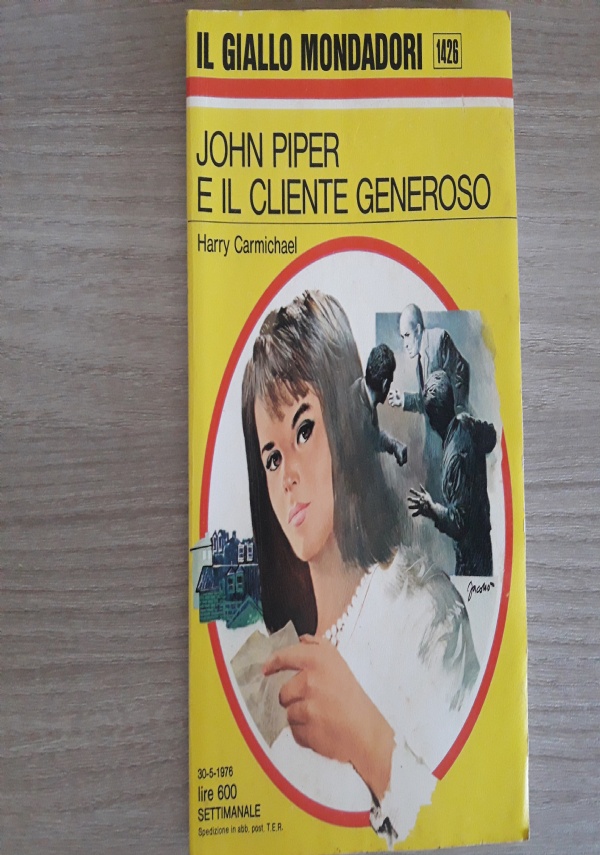 IL GIALLO MONDADORI 1426
JOHN PIPER
E IL CLIENTE GENEROSO
Harry Carmichael
Jacono
30-5-1976
lire 600
SETTIMANALE
Spedizione in abb. post. T.E.R.